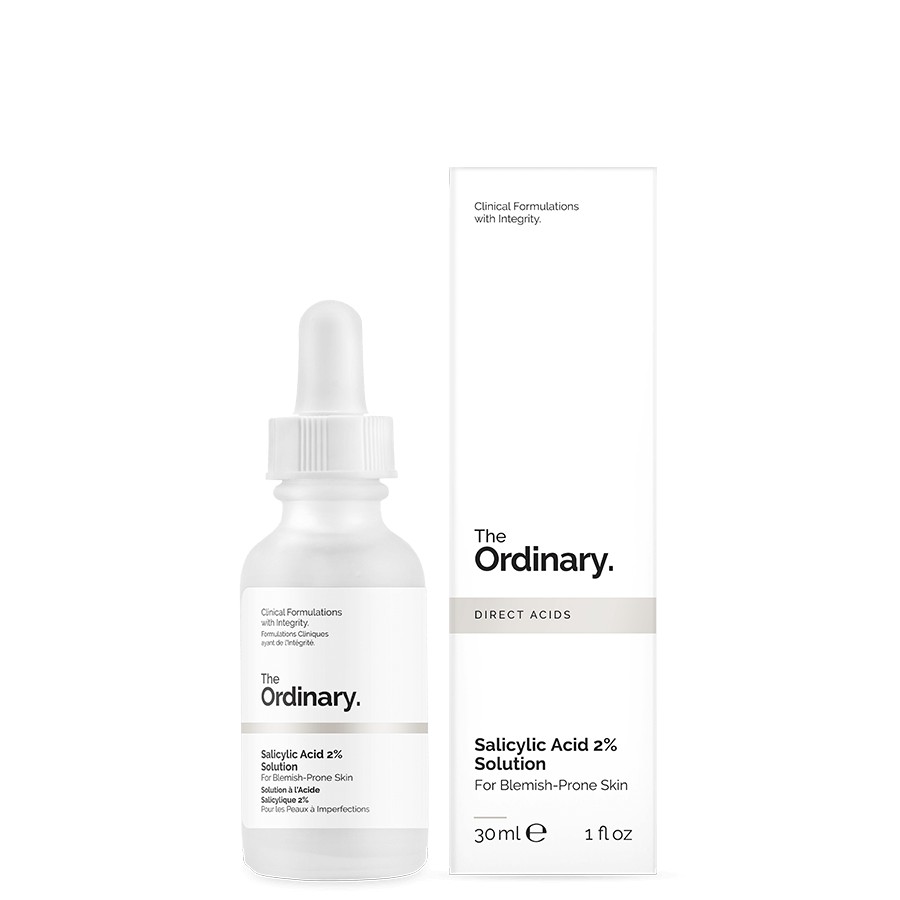 Clinical Formulations
with Integrity.
Formulations Cliniques
ayant de l'Intégrité.
The
Ordinary.
Salicylic Acid 2%
Solution
For Blemish-Prone Skin
Solution à l'Acide
Salicylique 2%
Pour les Peaux à Imperfections
Clinical Formulations
with Integrity.
The
Ordinary.
DIRECT ACIDS
Salicylic Acid 2%
Solution
For Blemish-Prone Skin
30 ml ℮ 1 fl oz